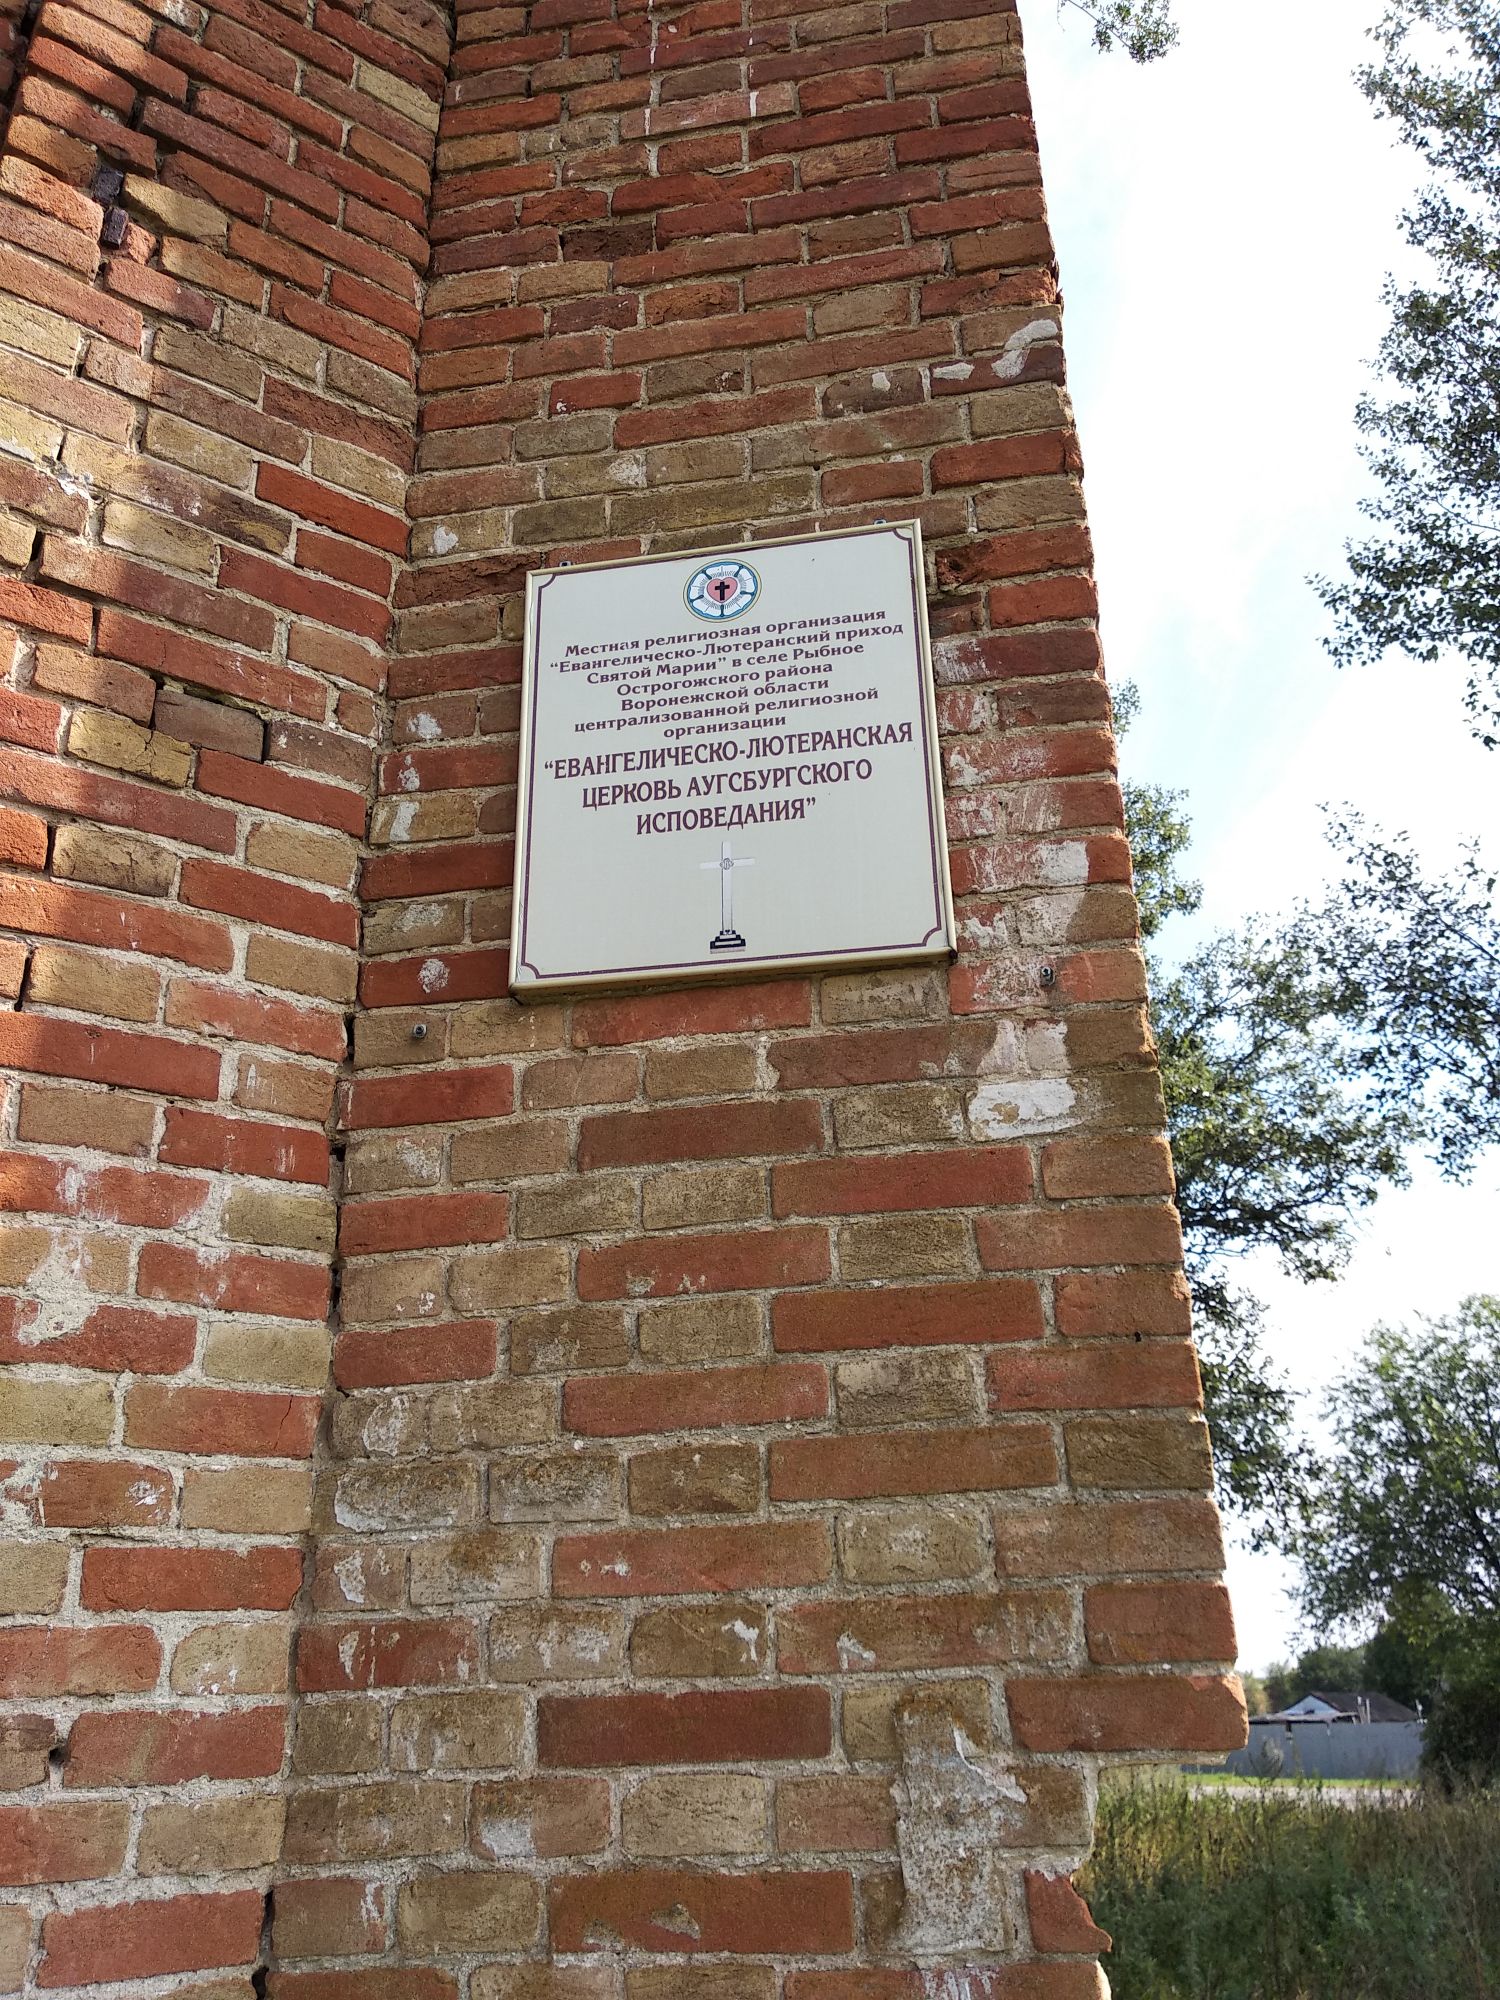 Местная религиозная организация
“Евангелическо-Лютеранский приход
Святой Марии” в селе Рыбное
Острогожского района
Воронежской области
централизованной религиозной
организации
“ЕВАНГЕЛИЧЕСКО-ЛЮТЕРАНСКАЯ
ЦЕРКОВЬ АУГСБУРГСКОГО
ИСПОВЕДАНИЯ”